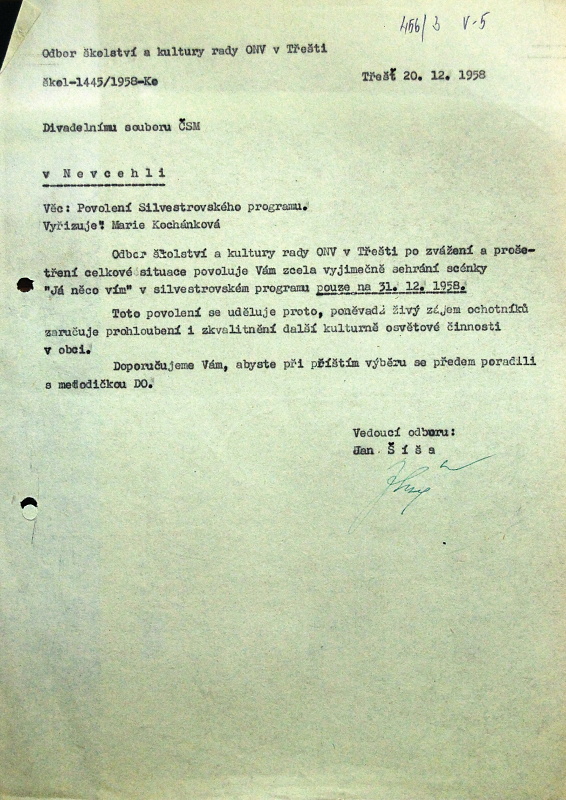 456/3 V-5
Odbor školství a kultury rady ONV v Třešti
škol-1445/1958-Ko
Třešť 20. 12. 1958
Divadelnímu souboru ČSM
v Nevcehli
Věc: Povolení Silvestrovského programu.
Vyřizuje: Marie Kochánková
Odbor školství a kultury rady ONV v Třešti po zvážení a proše-
tření celkové situace povoluje Vám zcela vyjimečně sehrání scénky
"Já něco vím" v silvestrovském programu pouze na 31. 12. 1958.
Toto povolení se uděluje proto, poněvadž živý zájem ochotníků
zaručuje prohloubení i zkvalitnění další kulturně osvětové činnosti
v obci.
Doporučujeme Vám, abyste při příštím výběru se předem poradili
s metodičkou DO.
Vedoucí odboru:
Jan Šíša